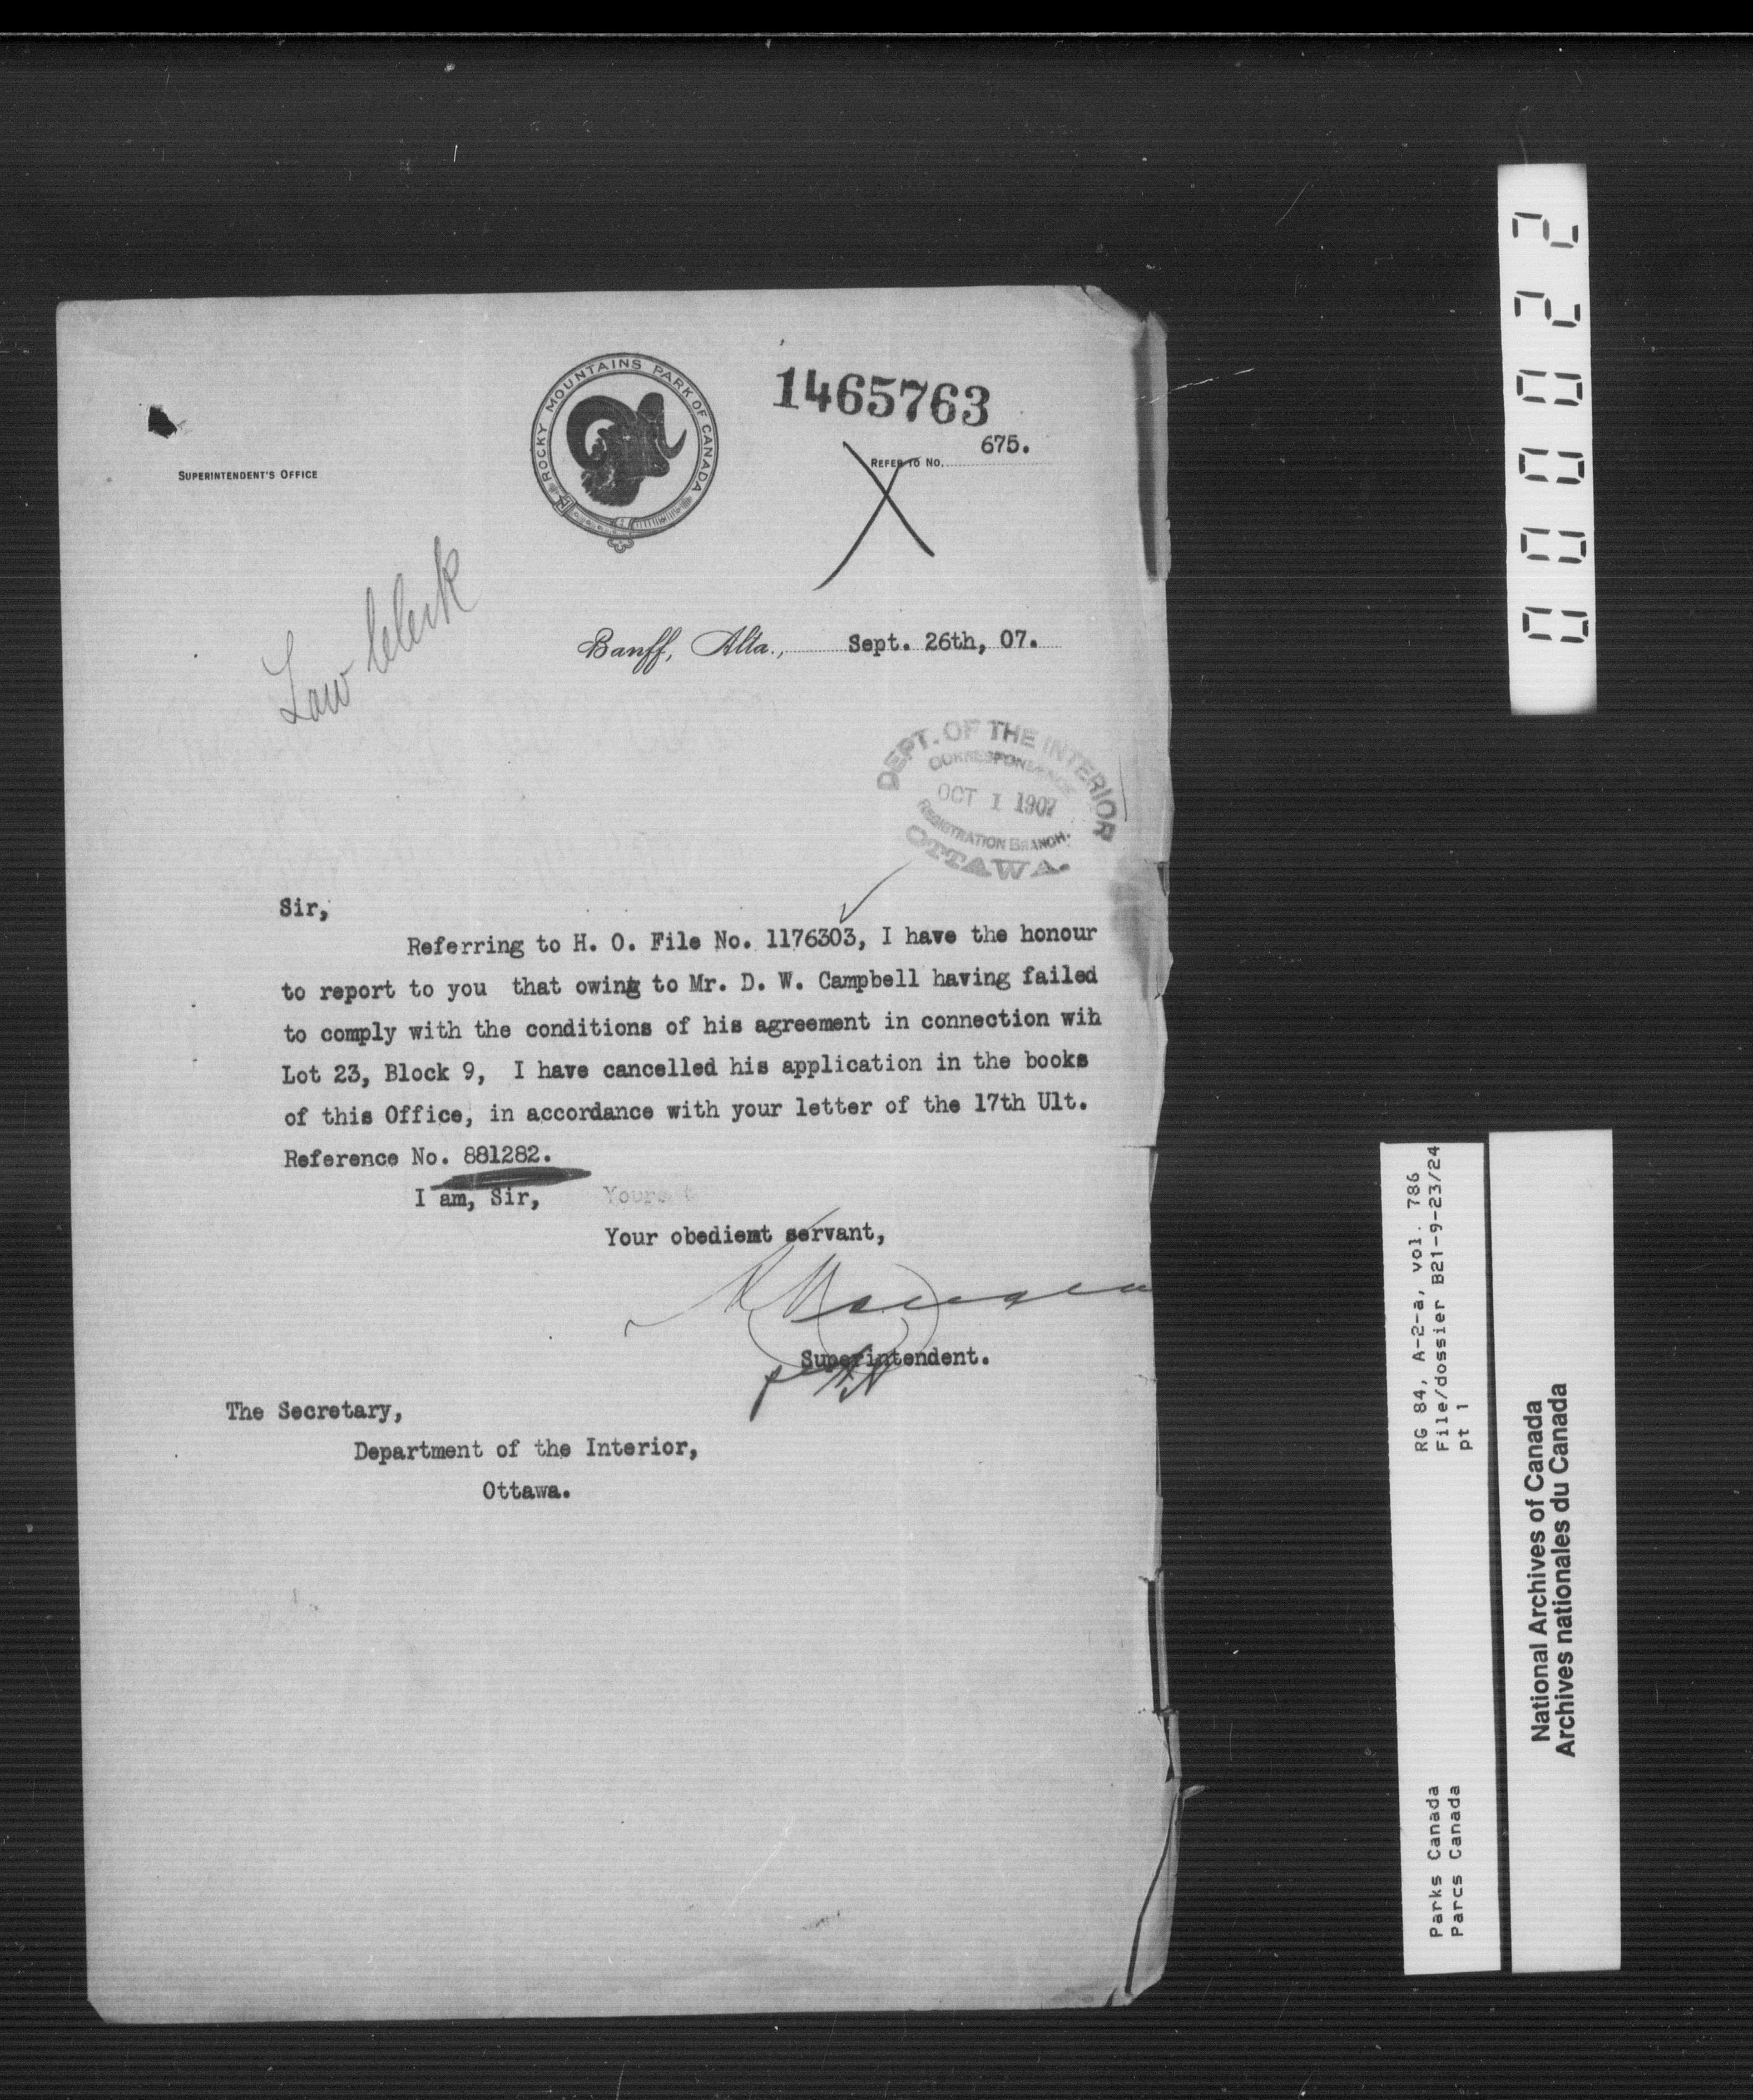 ROCKY MOUNTAINS PARK OF CANADA
1465763
675.
REFER TO NO.
SUPERINTENDENT'S OFFICE
Law Clerk
Banff, Alta., Sept. 26th, 07.
DEPT. OF THE INTERIOR
CORRESPONDENCE
OCT 1 1907
REGISTRATION BRANCH.
OTTAWA.
Sir,
Referring to H. O. File No. 1176303, I have the honour
to report to you that owing to Mr. D. W. Campbell having failed
to comply with the conditions of his agreement in connection wih
Lot 23, Block 9, I have cancelled his application in the books
of this Office, in accordance with your letter of the 17th Ult.
Reference No. 881282.
I am, Sir, Yours t
Your obedient servant,
Superintendent.
per
The Secretary,
Department of the Interior,
Ottawa.
000022
RG 84, A-2-a, vol. 786
File/dossier B21-9-23/24
pt 1
Parks Canada
Parcs Canada
National Archives of Canada
Archives nationales du Canada